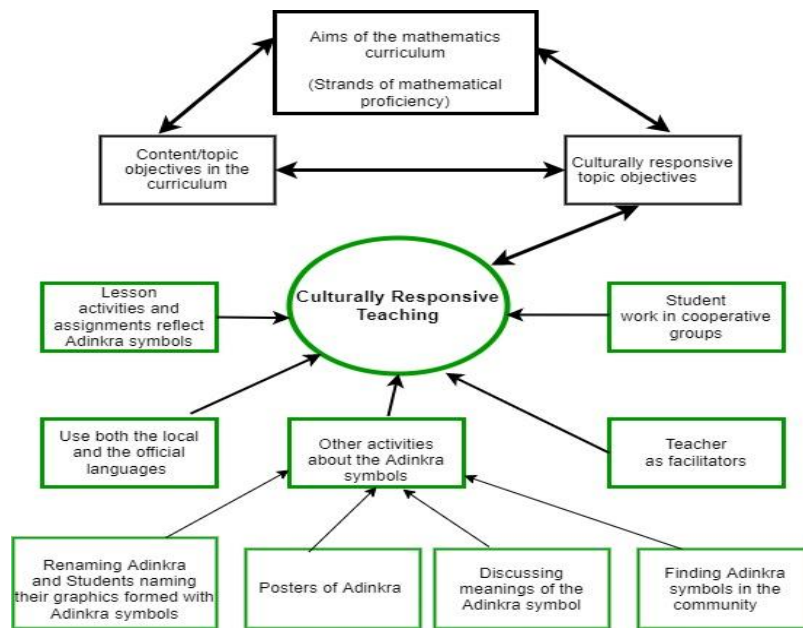 Aims of the mathematics
curriculum
(Strands of mathematical
proficiency)
Content/topic
objectives in the
curriculum
Culturally responsive
topic objectives
Culturally Responsive
Teaching
Lesson
activities and
assignments reflect
Adinkra symbols
Student
work in cooperative
groups
Use both the local
and the official
languages
Other activities
about the Adinkra
symbols
Teacher
as facilitators
Renaming Adinkra
and Students naming
their graphics formed with
Adinkra symbols
Posters of Adinkra
Discussing
meanings of the
Adinkra symbol
Finding Adinkra
symbols in the
community